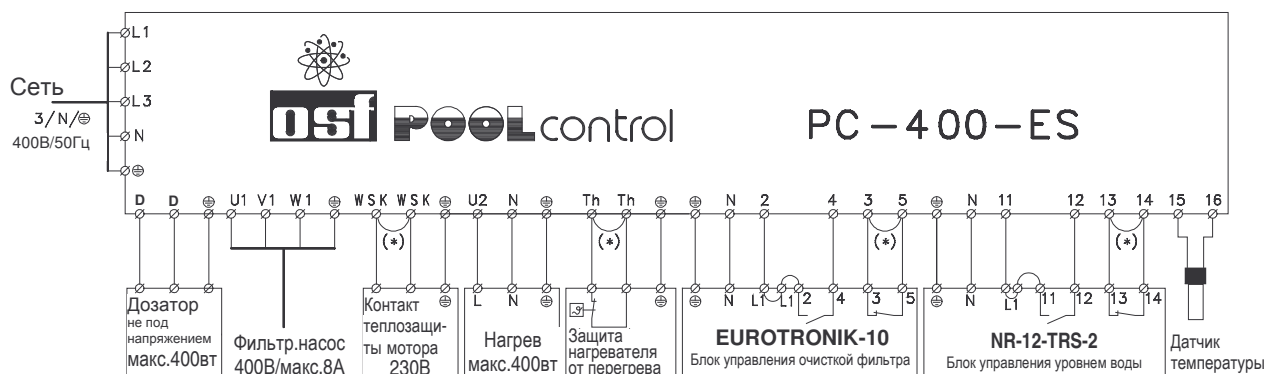 L1
L2
Сеть
L3
3/N/⏚
N
400В/50Гц
⏚
osf POOL control
PC-400-ES
D D ⏚ U1 V1 W1 ⏚ WSK WSK ⏚ U2 N ⏚ Th Th ⏚ ⏚ N 2 4 3 5 ⏚ N 11 12 13 14 15 16
(*) (*) (*) (*)
Дозатор
не под
напряжением
макс.400вт
Фильтр.насос
400В/макс.8А
⏚
Контакт
теплозащи-
ты мотора
230В
L N ⏚
Нагрев
макс.400вт
⏚
Защита
нагревателя
от перегрева
⏚ N L1 L1 2 4 3 5
EUROTRONIK-10
Блок управления очисткой фильтра
⏚ N L1 11 12 13 14
NR-12-TRS-2
Блок управления уровнем воды
Датчик
температуры